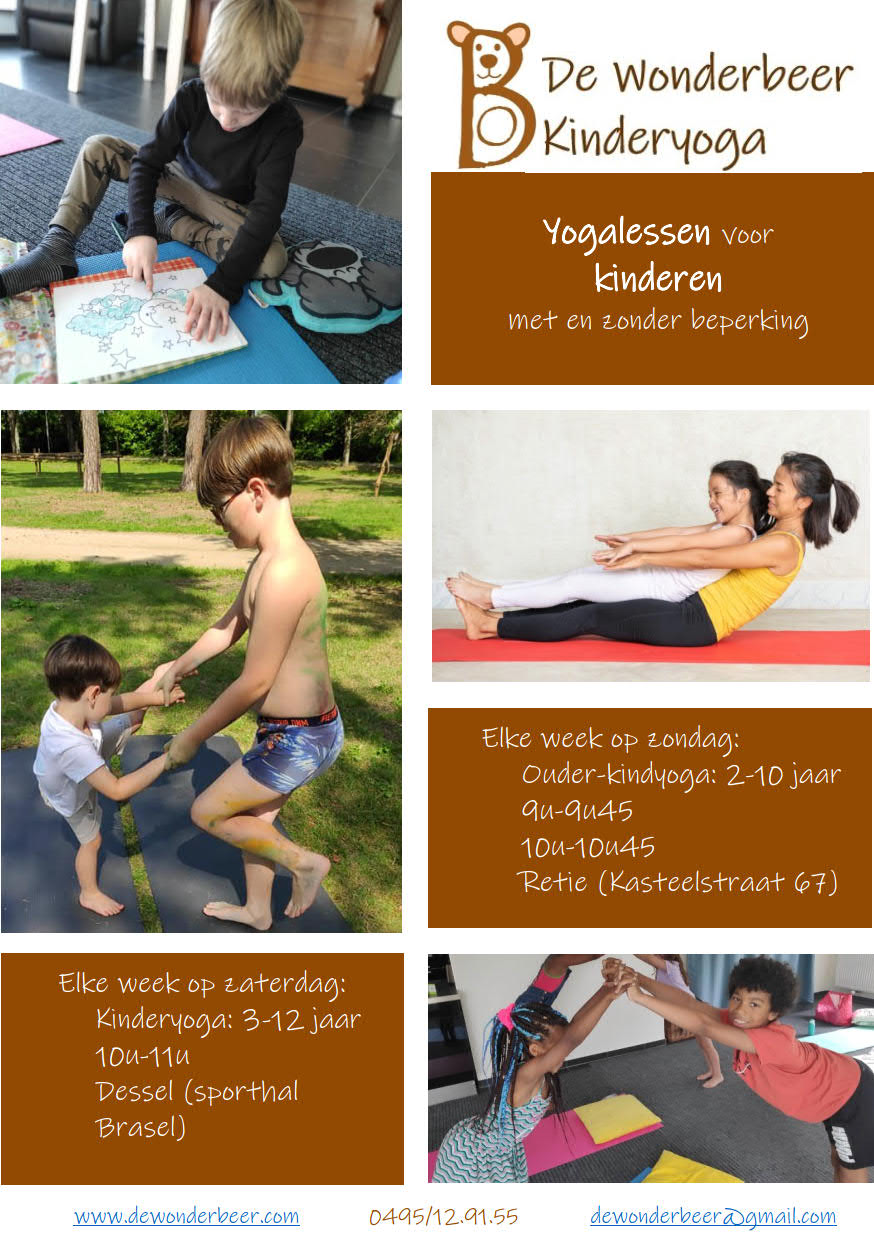 De Wonderbeer
Kinderyoga
Yogalessen voor
kinderen
met en zonder beperking
Elke week op zondag:
Ouder-kindyoga: 2-10 jaar
9u-9u45
10u-10u45
Retie (Kasteelstraat 67)
Elke week op zaterdag:
Kinderyoga: 3-12 jaar
10u-11u
Dessel (sporthal
Brasel)
www.dewonderbeer.com 0495/12.91.55 dewonderbeer@gmail.com